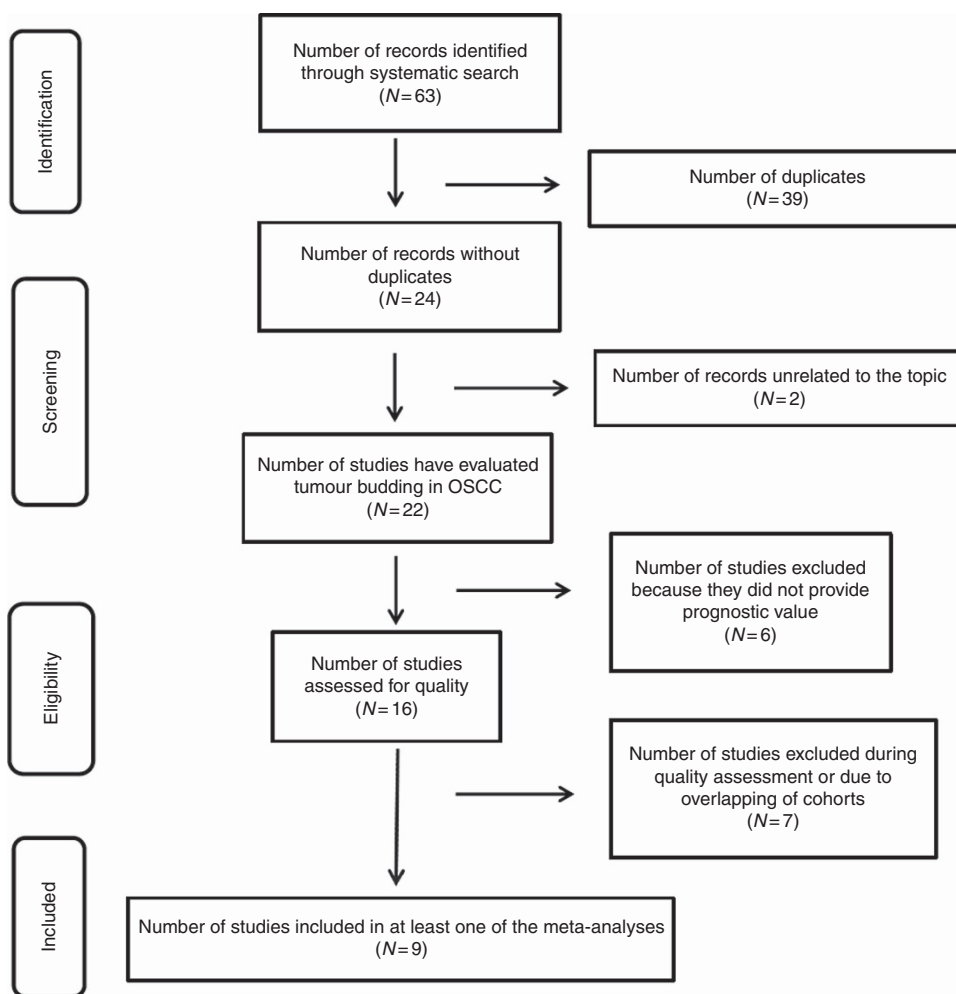 Identification
Number of records identified
through systematic search
(N=63)
Number of duplicates
(N=39)
Number of records without
duplicates
(N=24)
Screening
Number of records unrelated to the topic
(N=2)
Number of studies have evaluated
tumour budding in OSCC
(N=22)
Number of studies excluded
because they did not provide
prognostic value
(N=6)
Eligibility
Number of studies
assessed for quality
(N=16)
Number of studies excluded during
quality assessment or due to
overlapping of cohorts
(N=7)
Included
Number of studies included in at least one of the meta-analyses
(N=9)